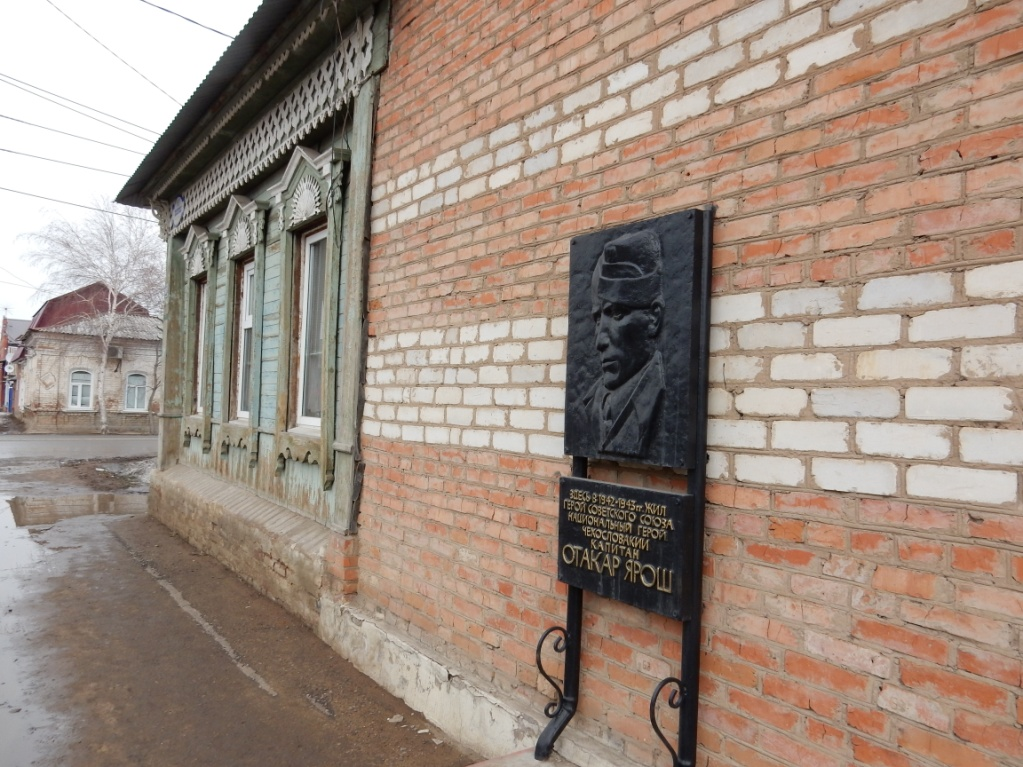 ЗДЕСЬ В 1942-1943 гг. ЖИЛ
ГЕРОЙ СОВЕТСКОГО СОЮЗА
НАЦИОНАЛЬНЫЙ ГЕРОЙ
ЧЕХОСЛОВАКИИ
КАПИТАН
ОТАКАР ЯРОШ